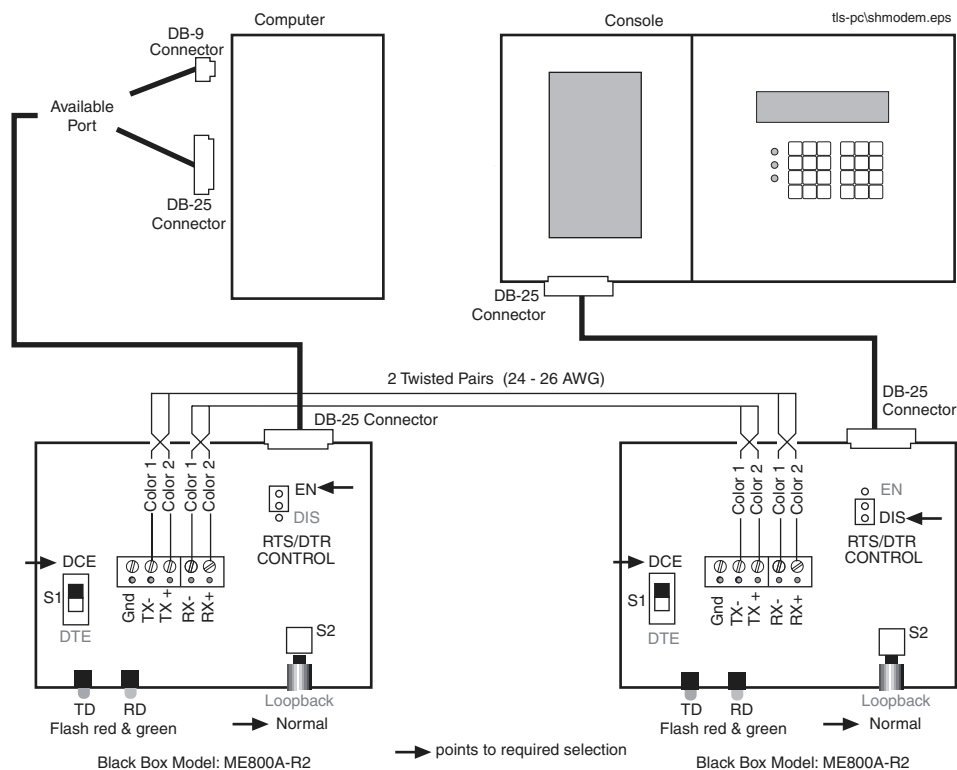 Computer
Console
tls-pc\shmodem.eps
DB-9
Connector
Available
Port
DB-25
Connector
DB-25
Connector
2 Twisted Pairs (24 - 26 AWG)
DB-25 Connector
DB-25
Connector
Color 1
Color 2
Color 1
Color 2
EN
DIS
RTS/DTR
CONTROL
DCE
S1
DTE
Gnd
TX-
TX +
RX-
RX+
S2
Loopback
TD
RD
Flash red & green
Normal
Black Box Model: ME800A-R2
Color 1
Color 2
Color 1
Color 2
EN
DIS
RTS/DTR
CONTROL
DCE
S1
DTE
Gnd
TX-
TX +
RX-
RX+
S2
Loopback
TD
RD
Flash red & green
Normal
points to required selection
Black Box Model: ME800A-R2